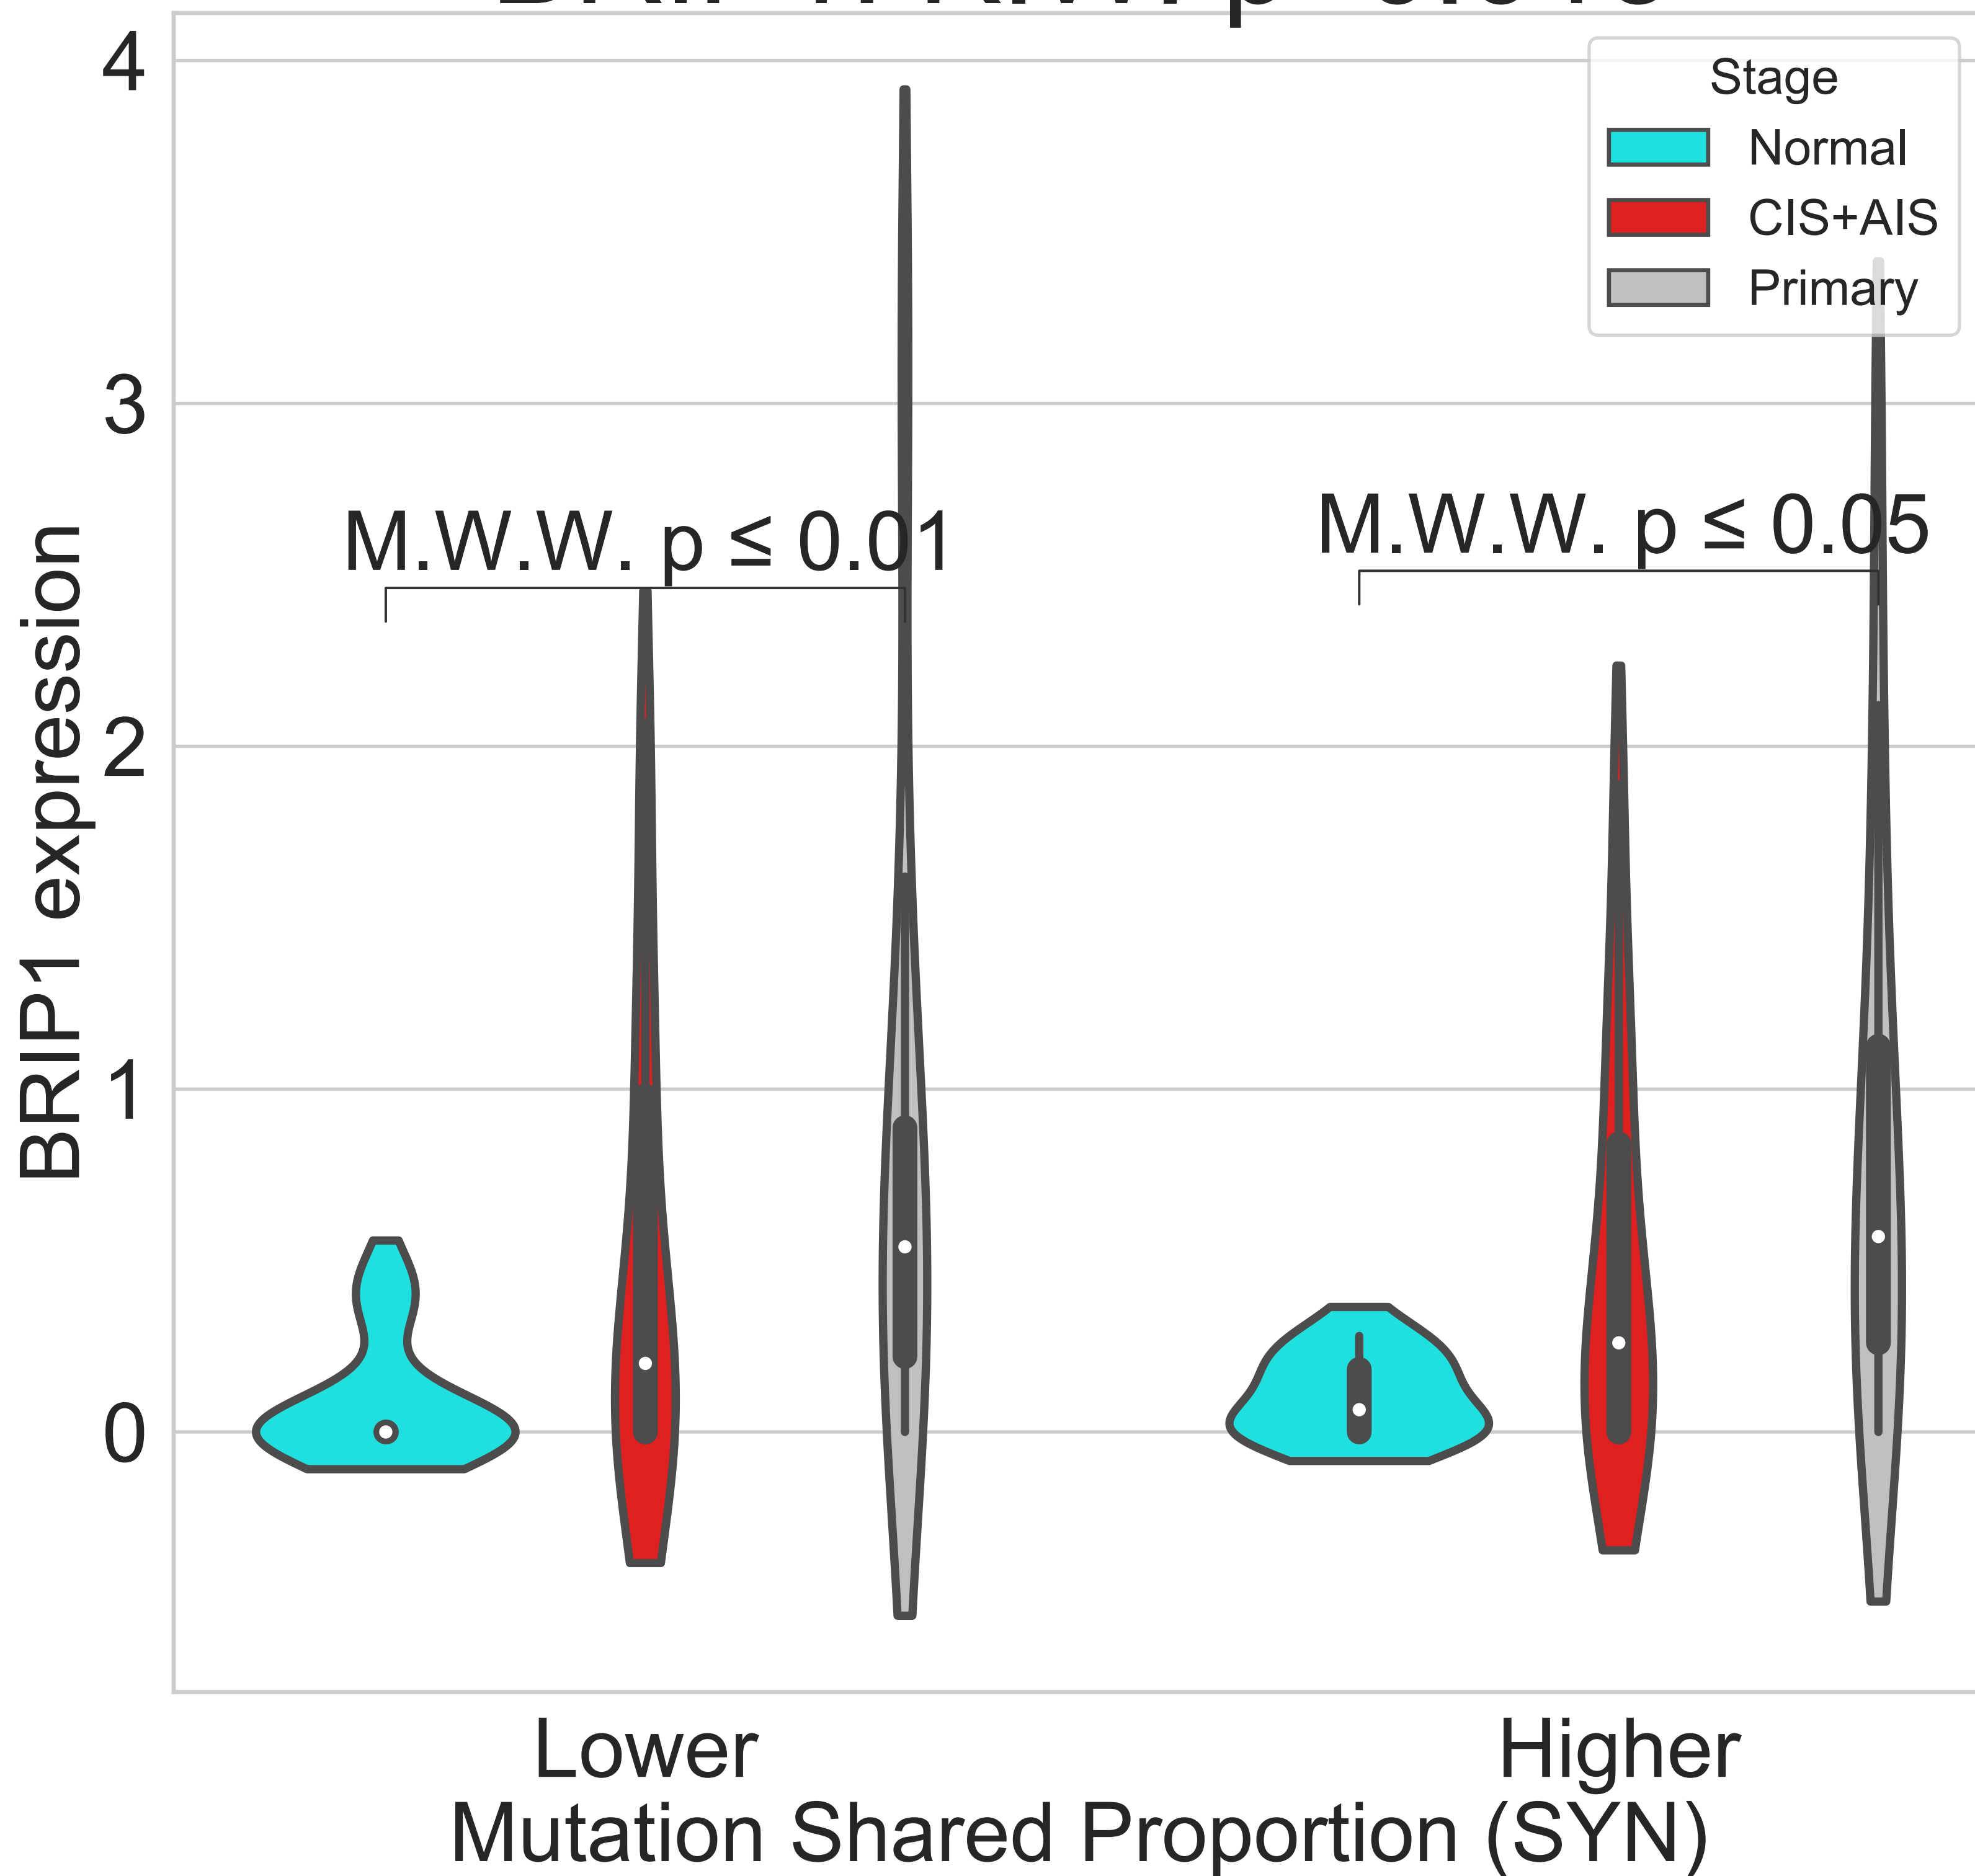 4
3
2
1
0
BRIP1 expression
Stage
Normal
CIS+AIS
Primary
M.W.W. p ≤ 0.01
M.W.W. p ≤ 0.05
Lower
Higher
Mutation Shared Proportion (SYN)